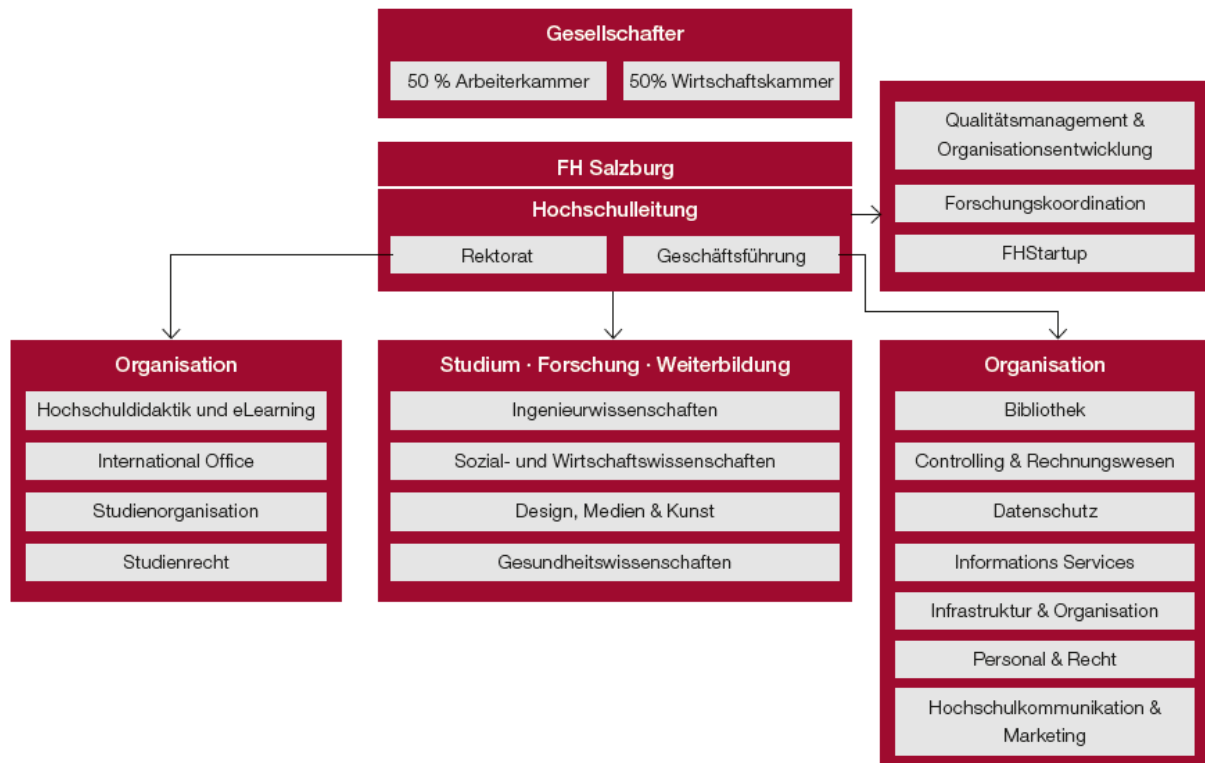 Gesellschafter
50 % Arbeiterkammer
50% Wirtschaftskammer
Qualitätsmanagement &
Organisationsentwicklung
Forschungskoordination
FHStartup
FH Salzburg
Hochschulleitung
Rektorat
Geschäftsführung
Organisation
Hochschuldidaktik und eLearning
International Office
Studienorganisation
Studienrecht
Studium · Forschung · Weiterbildung
Ingenieurwissenschaften
Sozial- und Wirtschaftswissenschaften
Design, Medien & Kunst
Gesundheitswissenschaften
Organisation
Bibliothek
Controlling & Rechnungswesen
Datenschutz
Informations Services
Infrastruktur & Organisation
Personal & Recht
Hochschulkommunikation &
Marketing